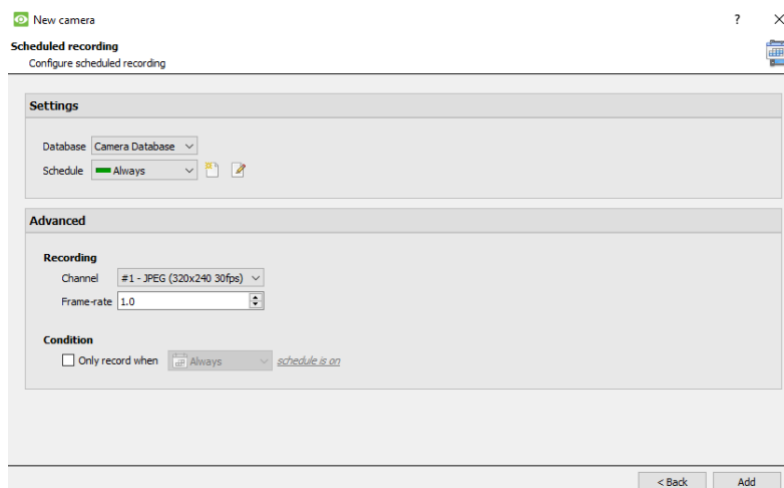 New camera
Scheduled recording
Configure scheduled recording
Settings
Database Camera Database
Schedule Always
Advanced
Recording
Channel #1 - JPEG (320x240 30fps)
Frame-rate 1.0
Condition
Only record when Always schedule is on
< Back Add